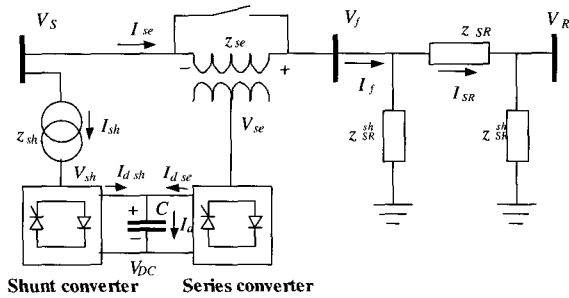 V_S
I_se
z_se
−
+
V_f
z_SR
V_R
I_f
I_SR
z_sh
I_sh
V_se
z_SR^sh
z_SR^sh
V_sh
I_d sh
I_d se
+
C
I_d
−
V_DC
Shunt converter
Series converter